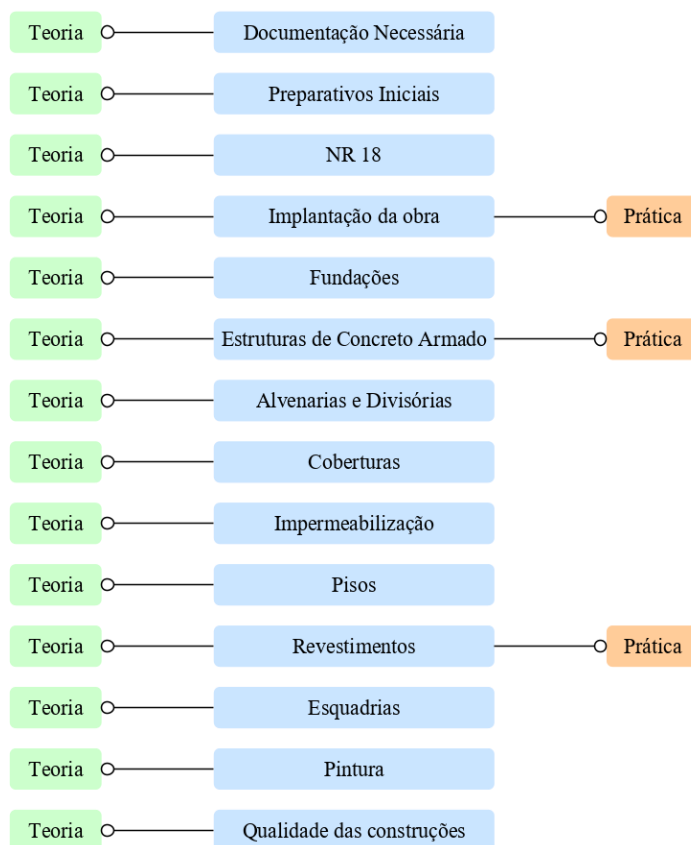 Teoria Documentação Necessária
Teoria Preparativos Iniciais
Teoria NR 18
Teoria Implantação da obra Prática
Teoria Fundações
Teoria Estruturas de Concreto Armado Prática
Teoria Alvenarias e Divisórias
Teoria Coberturas
Teoria Impermeabilização
Teoria Pisos
Teoria Revestimentos Prática
Teoria Esquadrias
Teoria Pintura
Teoria Qualidade das construções